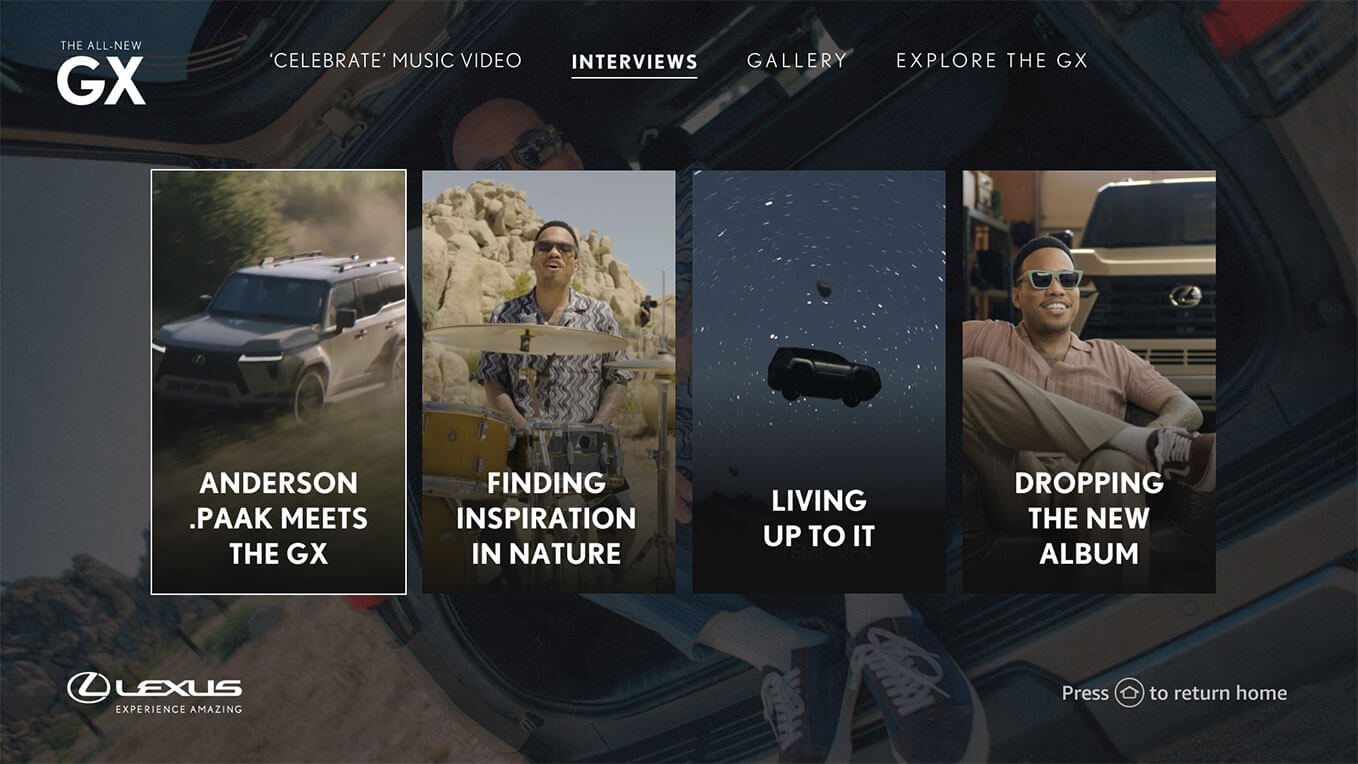 THE ALL-NEW
GX
‘CELEBRATE’ MUSIC VIDEO
INTERVIEWS
GALLERY
EXPLORE THE GX
ANDERSON
.PAAK MEETS
THE GX
FINDING
INSPIRATION
IN NATURE
LIVING
UP TO IT
DROPPING
THE NEW
ALBUM
LEXUS
EXPERIENCE AMAZING
Press to return home